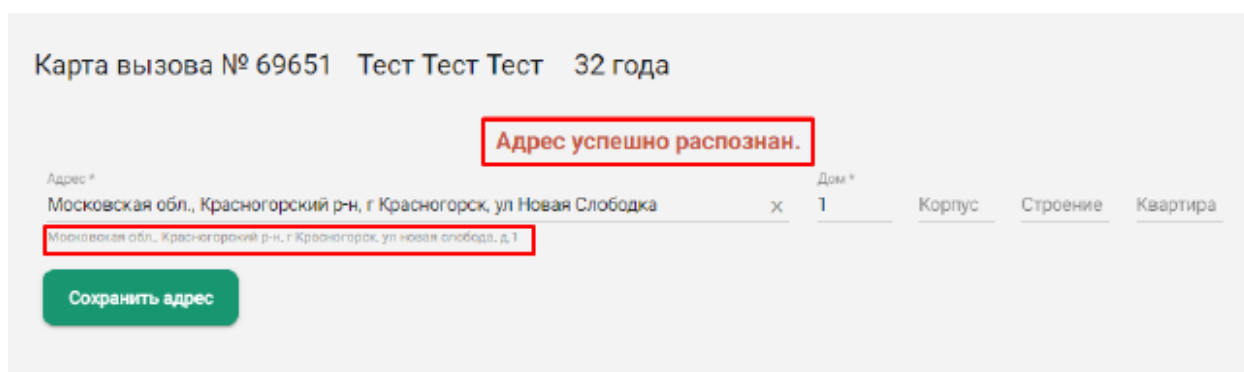 Карта вызова № 69651 Тест Тест Тест 32 года
Адрес успешно распознан.
Адрес * Дом *
Московская обл., Красногорский р-н, г Красногорск, ул Новая Слободка × 1 Корпус Строение Квартира
Московская обл., Красногорский р-н, г Красногорск, ул новая слобода, д.1
Сохранить адрес